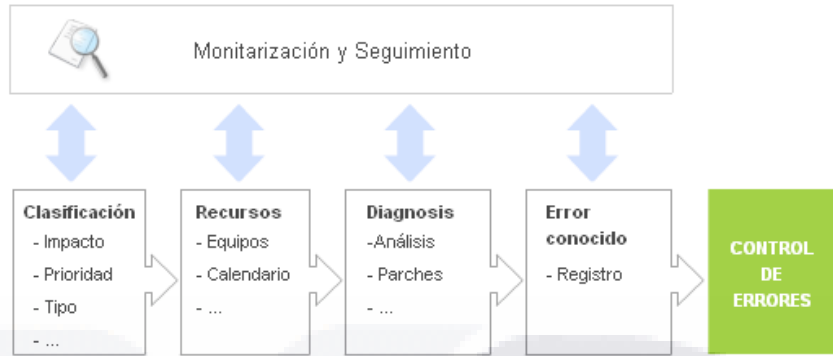 Monitarización y Seguimiento
Clasificación
- Impacto
- Prioridad
- Tipo
- ...
Recursos
- Equipos
- Calendario
- ...
Diagnosis
-Análisis
- Parches
- ...
Error
conocido
- Registro
CONTROL
DE
ERRORES